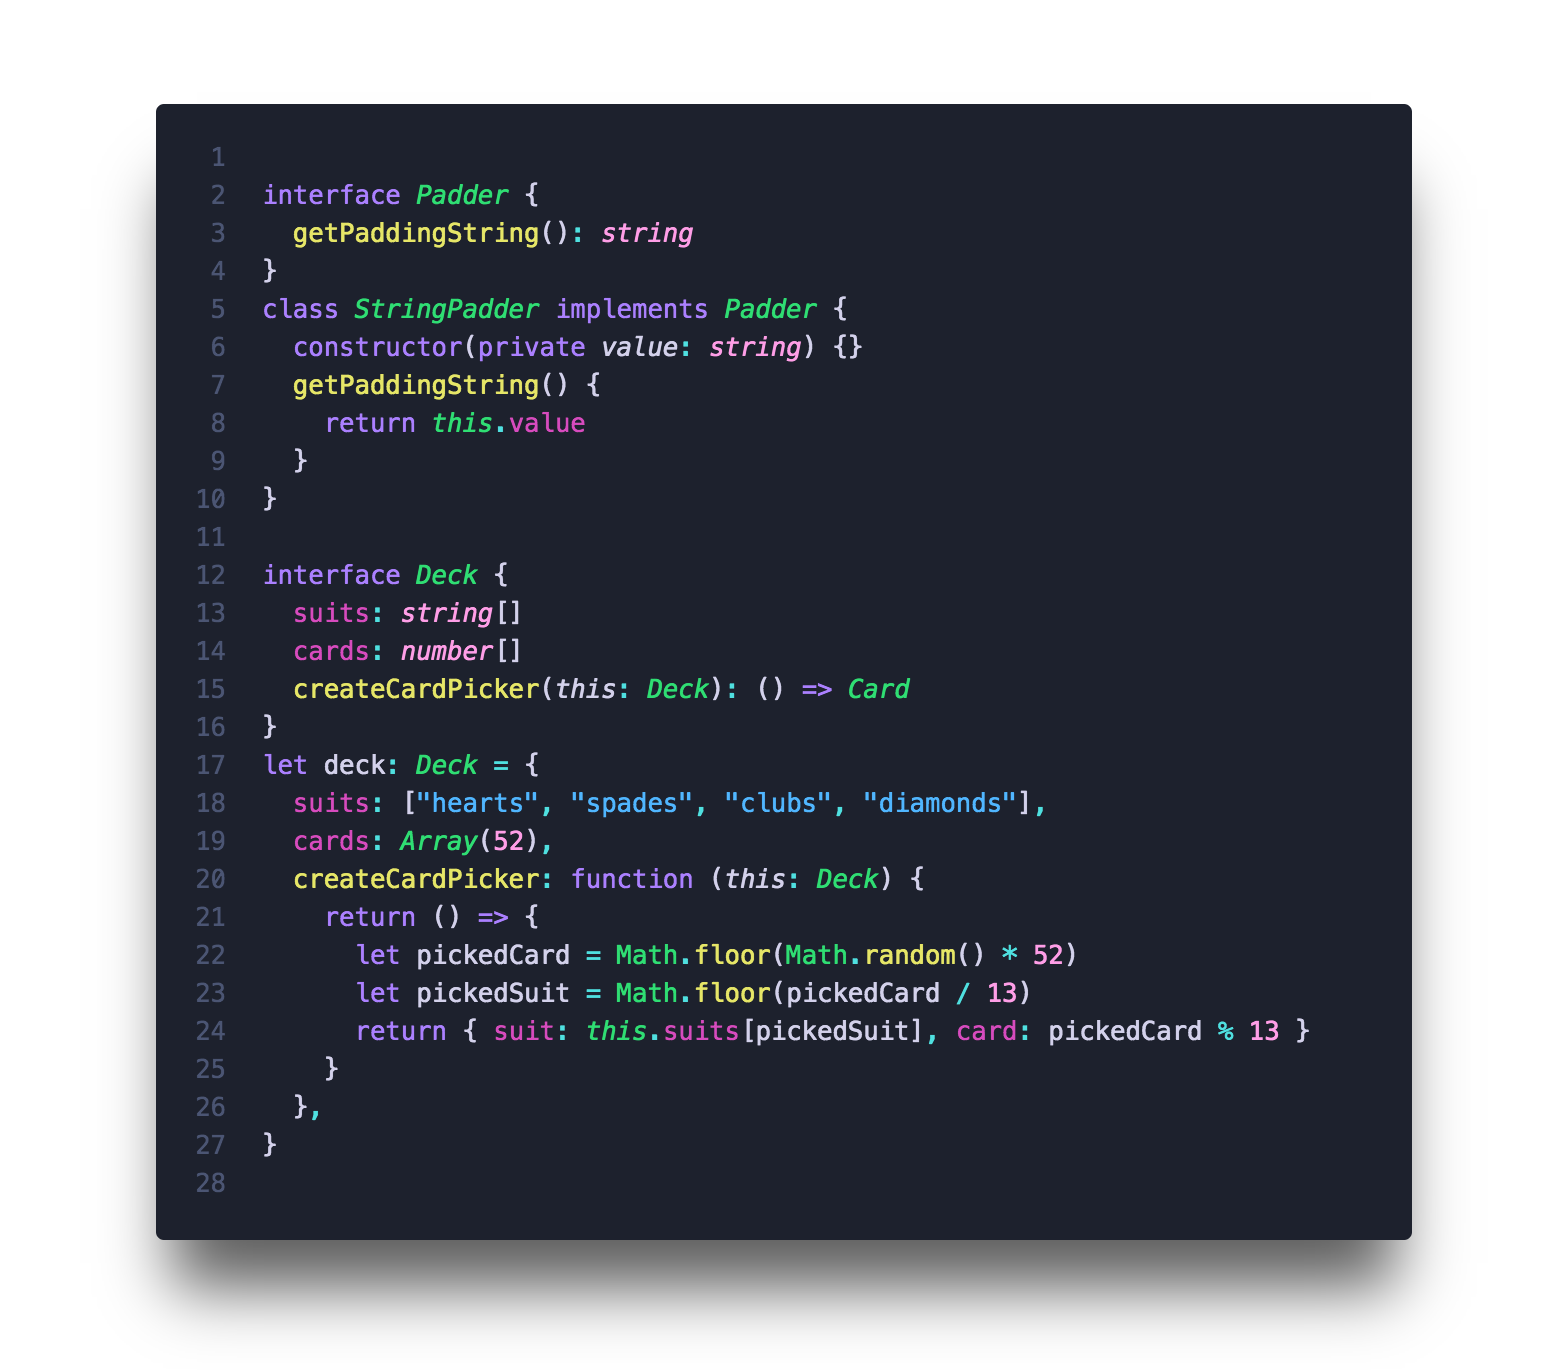 1
2 interface Padder {
3   getPaddingString(): string
4 }
5 class StringPadder implements Padder {
6   constructor(private value: string) {}
7   getPaddingString() {
8     return this.value
9   }
10 }
11
12 interface Deck {
13   suits: string[]
14   cards: number[]
15   createCardPicker(this: Deck): () => Card
16 }
17 let deck: Deck = {
18   suits: ["hearts", "spades", "clubs", "diamonds"],
19   cards: Array(52),
20   createCardPicker: function (this: Deck) {
21     return () => {
22       let pickedCard = Math.floor(Math.random() * 52)
23       let pickedSuit = Math.floor(pickedCard / 13)
24       return { suit: this.suits[pickedSuit], card: pickedCard % 13 }
25     }
26   },
27 }
28